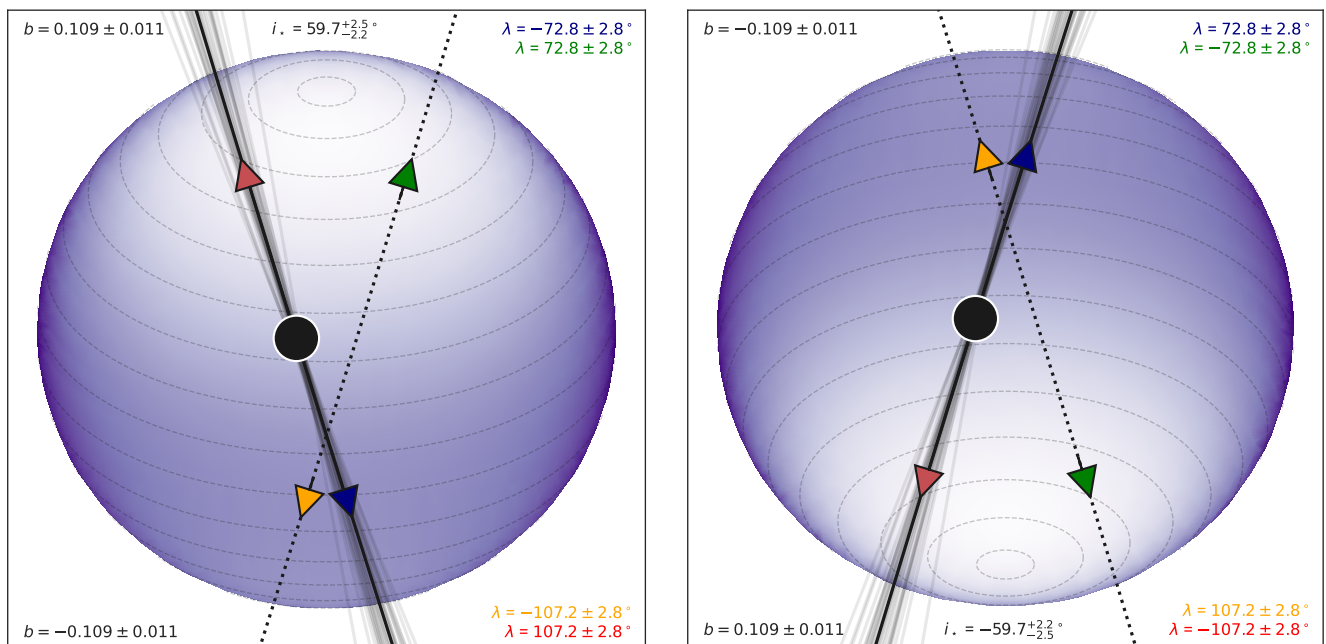 b = 0.109 ± 0.011
i⋆ = 59.7 +2.5 −2.2 °
λ = −72.8 ± 2.8°
λ = 72.8 ± 2.8°
λ = −107.2 ± 2.8°
b = −0.109 ± 0.011
λ = 107.2 ± 2.8°
b = −0.109 ± 0.011
λ = 72.8 ± 2.8°
λ = −72.8 ± 2.8°
λ = 107.2 ± 2.8°
b = 0.109 ± 0.011
i⋆ = −59.7 +2.2 −2.5 °
λ = −107.2 ± 2.8°